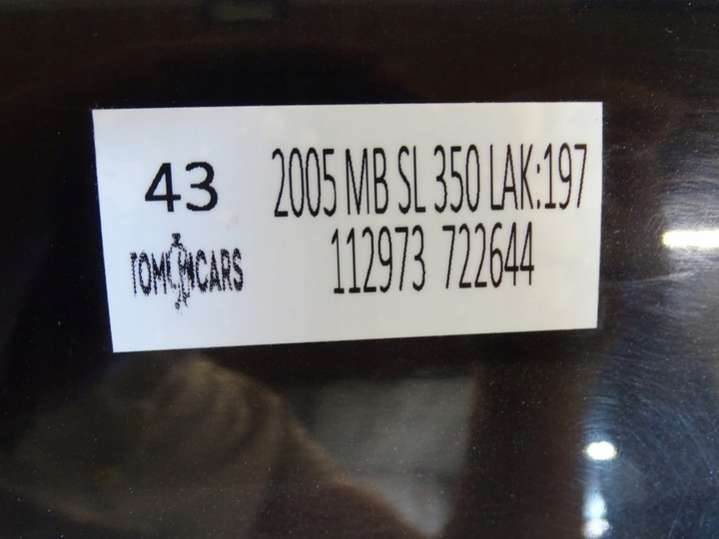 43
TOM CARS
2005 MB SL 350 LAK:197
112973 722644